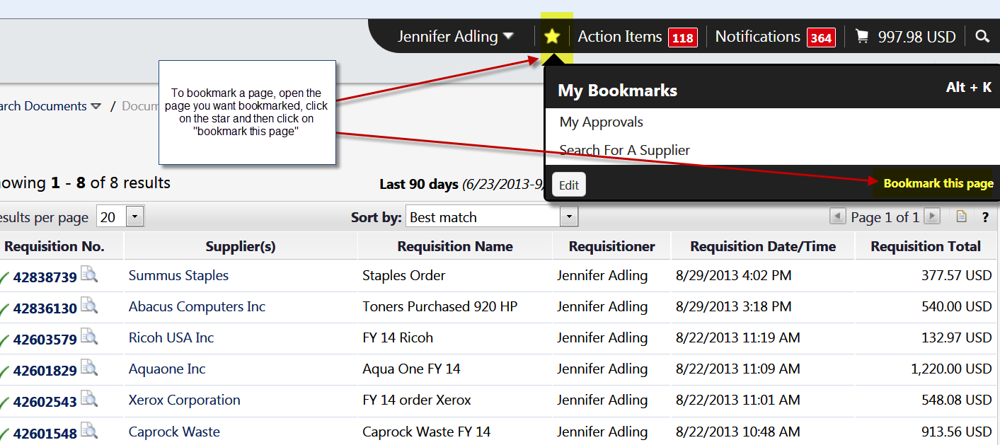 Jennifer Adling Action Items 118 Notifications 364 997.98 USD
To bookmark a page, open the
page you want bookmarked, click
on the star and then click on
"bookmark this page"
My Bookmarks Alt + K
My Approvals
Search For A Supplier
Edit Bookmark this page
arch Documents / Docum
owing 1 - 8 of 8 results Last 90 days (6/23/2013-9/
esults per page 20 Sort by: Best match Page 1 of 1 ?
Requisition No. Supplier(s) Requisition Name Requisitioner Requisition Date/Time Requisition Total
42838739 Summus Staples Staples Order Jennifer Adling 8/29/2013 4:02 PM 377.57 USD
42836130 Abacus Computers Inc Toners Purchased 920 HP Jennifer Adling 8/29/2013 3:18 PM 540.00 USD
42603579 Ricoh USA Inc FY 14 Ricoh Jennifer Adling 8/22/2013 11:19 AM 132.97 USD
42601829 Aquaone Inc Aqua One FY 14 Jennifer Adling 8/22/2013 11:09 AM 1,220.00 USD
42602543 Xerox Corporation FY 14 order Xerox Jennifer Adling 8/22/2013 11:01 AM 548.08 USD
42601548 Caprock Waste Caprock Waste FY 14 Jennifer Adling 8/22/2013 10:48 AM 913.56 USD